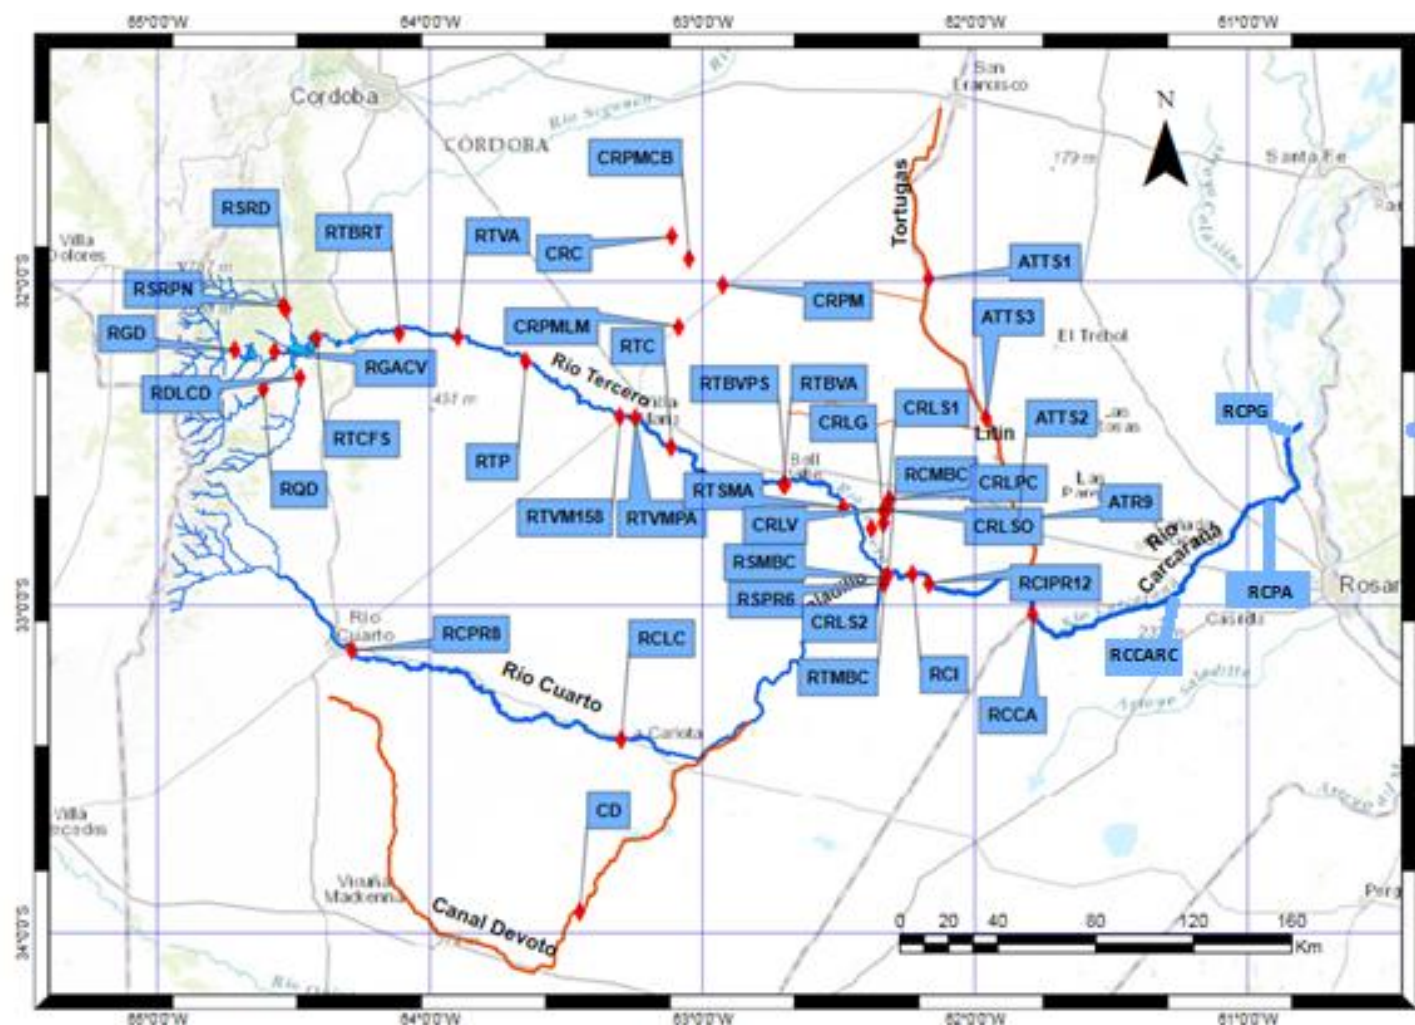 65°0'0"W 64°0'0"W 63°0'0"W 62°0'0"W 61°0'0"W
San
Francisco
Cordoba
N
Río Segundo
CÓRDOBA
CRPMCB
179 m
Santa Fe
RSRD
Tortugas
RTBRT
RTVA
Villa
Dolores
CRC
ATTS1
32°0'0"S
RSRPN
CRPM
ATTS3
CRPMLM
RGD
RTC
El Trébol
RGACV
Río Tercero
RTBVPS
RTBVA
RDLCD
CRLS1
ATTS2
RCPG
CRLG
Litin
RTCFS
RTP
Bell
RCMBC
CRLPC
RQD
RTSMA
ATR9
RTVM158
RTVMPA
CRLV
CRLSO
Río
Carcarañá
RSMBC
RCIPR12
RCPA
Rosar
RSPR6
33°0'0"S
Río
Cuarto
RCPR8
RCLC
CRLS2
Casilda
RCCARC
RTMBC
RCI
Río Cuarto
Arroyo Saladillo
RCCA
a Carlota
CD
Villa
Vicuña
Mackenna
Perg
Canal Devoto
0 20 40 80 120 160
Km
34°0'0"S
65°0'0"W 64°0'0"W 63°0'0"W 62°0'0"W 61°0'0"W